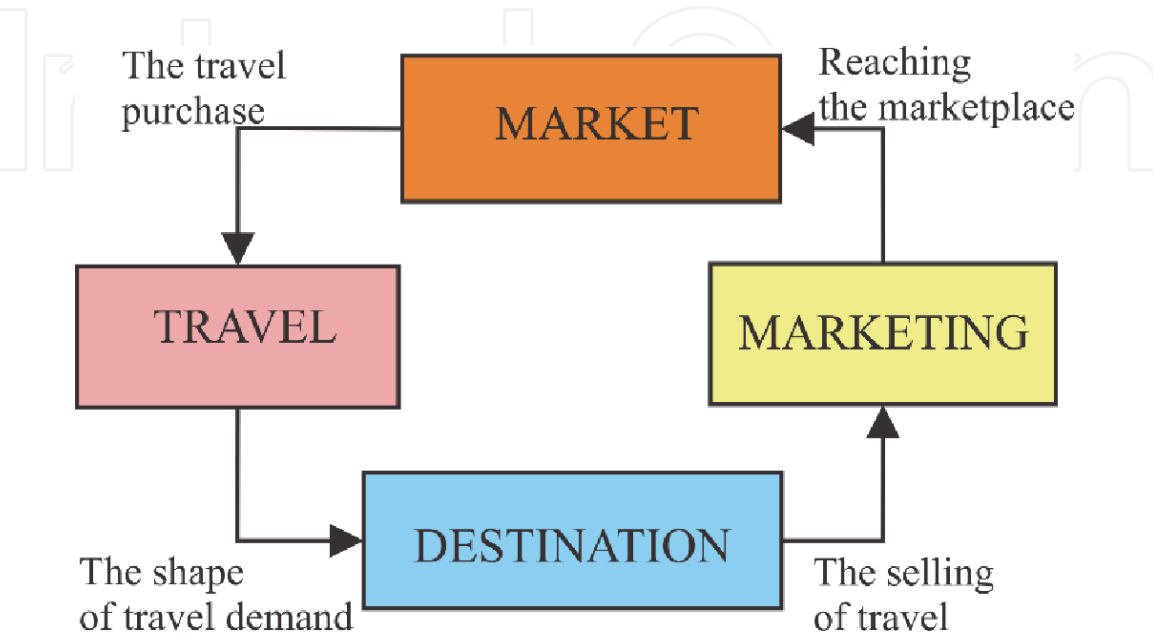 The travel
purchase
MARKET
Reaching
the marketplace
TRAVEL
MARKETING
DESTINATION
The shape
of travel demand
The selling
of travel